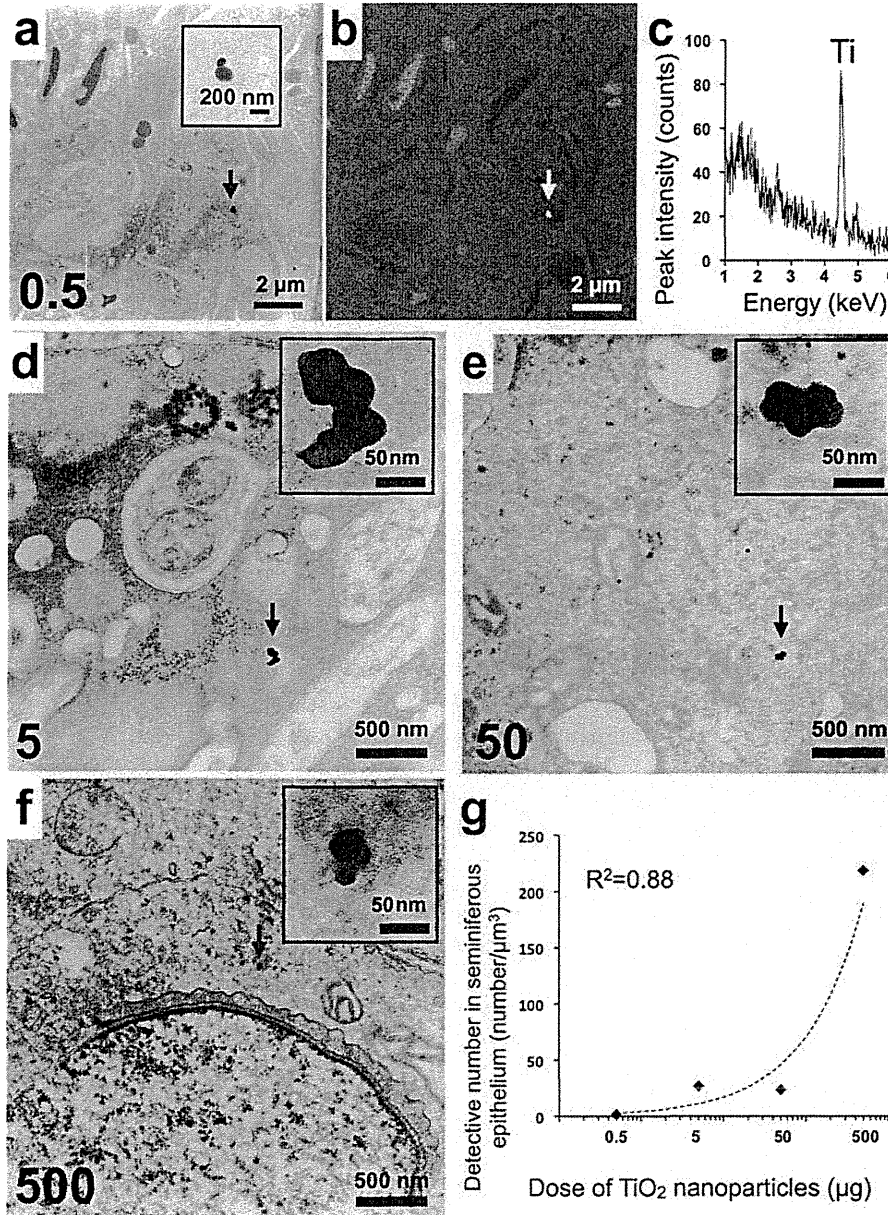 a
200 nm
0.5
2 µm
b
2 µm
c
Ti
Peak intensity (counts)
100
80
60
40
20
0
1 2 3 4 5 6
Energy (keV)
d
50 nm
5
500 nm
e
50 nm
50
500 nm
f
50 nm
500
500 nm
g
R²=0.88
Detective number in seminiferous
epithelium (number/µm³)
250
200
150
100
50
0
0.5 5 50 500
Dose of TiO₂ nanoparticles (µg)